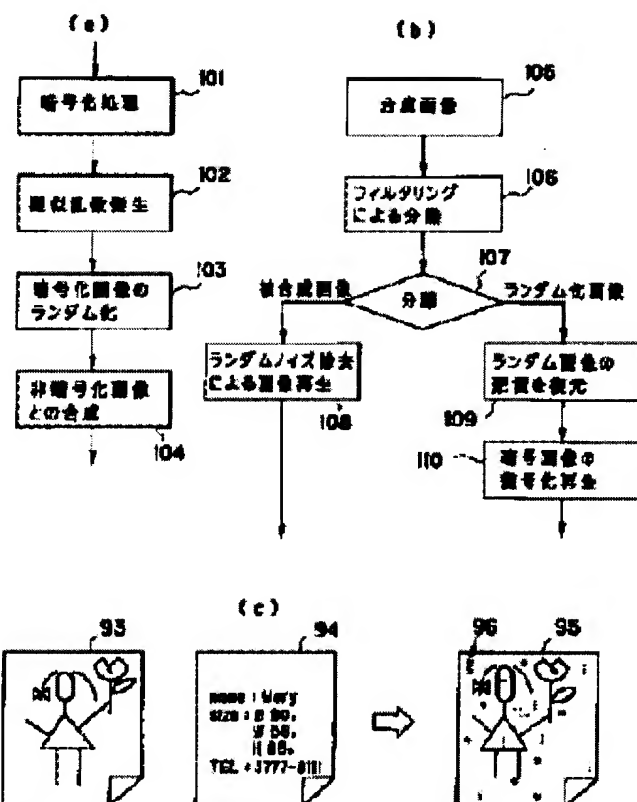 (a)
101
暗号化処理
102
擬似乱数発生
103
暗号化画像の
ランダム化
非暗号化画像
との合成
104
(b)
105
合成画像
106
フィルタリング
による分離
107
被合成画像
分離
ランダム化画像
ランダムノイズ除去
による画像再生
108
ランダム画像の
配置を復元
109
110
暗号画像の
復号化再生
(c)
93
94
96
95
name : Mary
size : B 90,
W 58,
H 85,
TEL